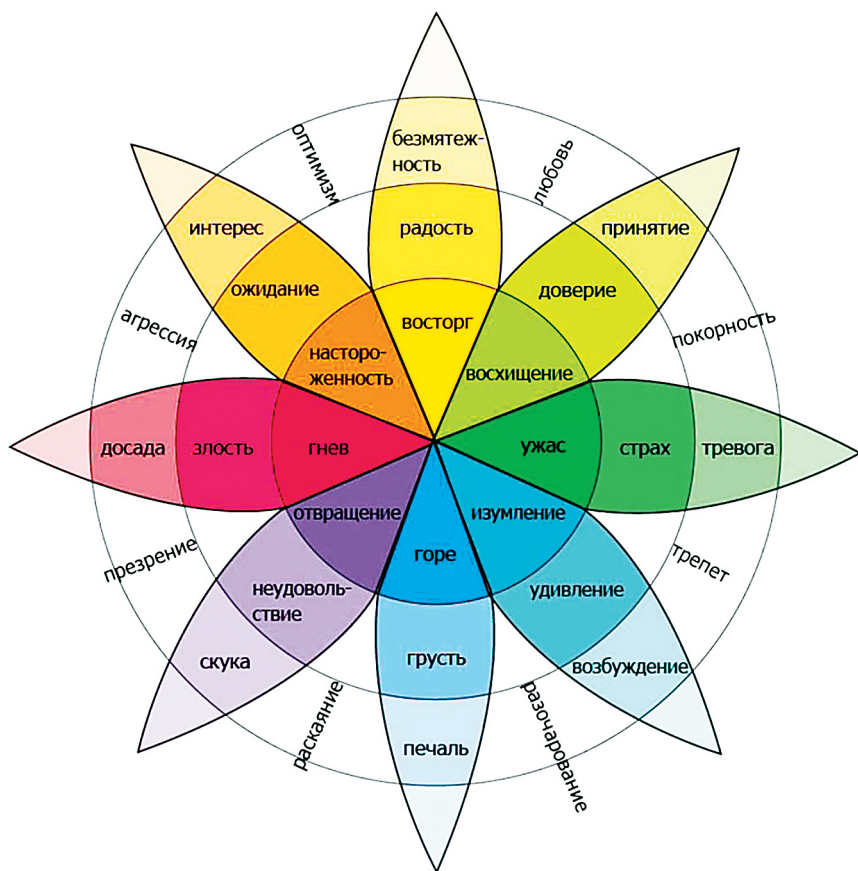 оптимизм
безмятеж-
ность
любовь
интерес
радость
принятие
ожидание
доверие
агрессия
восторг
покорность
насторо-
женность
восхищение
досада
злость
гнев
ужас
страх
тревога
отвращение
изумление
презрение
горе
трепет
неудоволь-
ствие
удивление
скука
грусть
возбуждение
раскаяние
печаль
разочарование